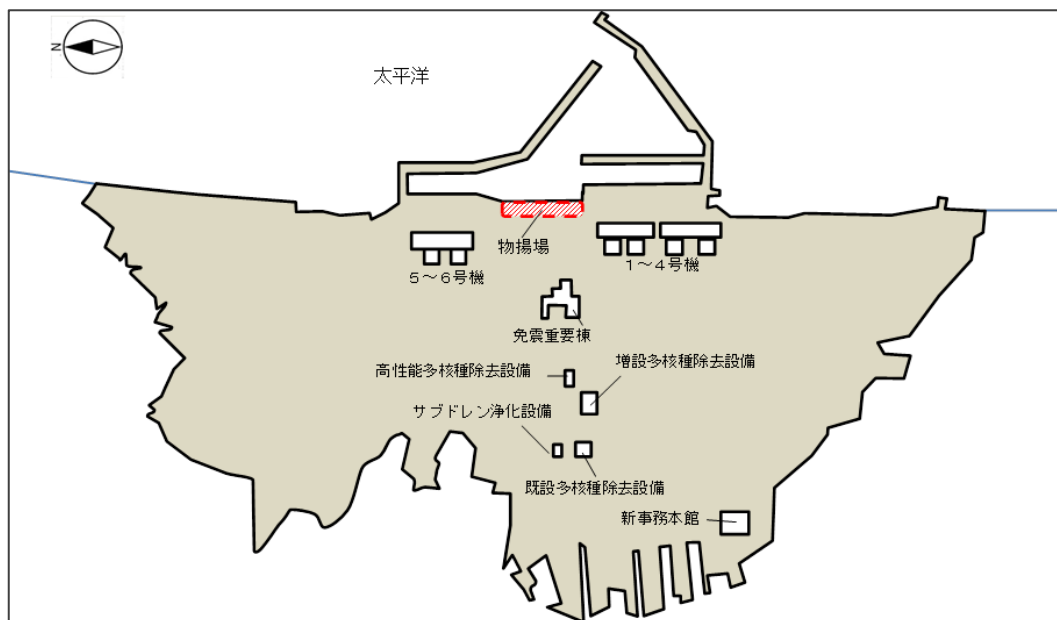 N
太平洋
物揚場
5～6号機
1～4号機
免震重要棟
高性能多核種除去設備
増設多核種除去設備
サブドレン浄化設備
既設多核種除去設備
新事務本館